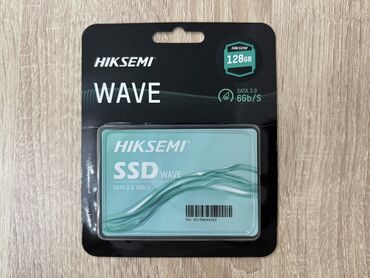 HIKSEMI
HIKSEMI
128GB
WAVE
SATA 3.0
6Gb/S
HIKSEMI
SSD WAVE
SATA 3.0 6Gb/s